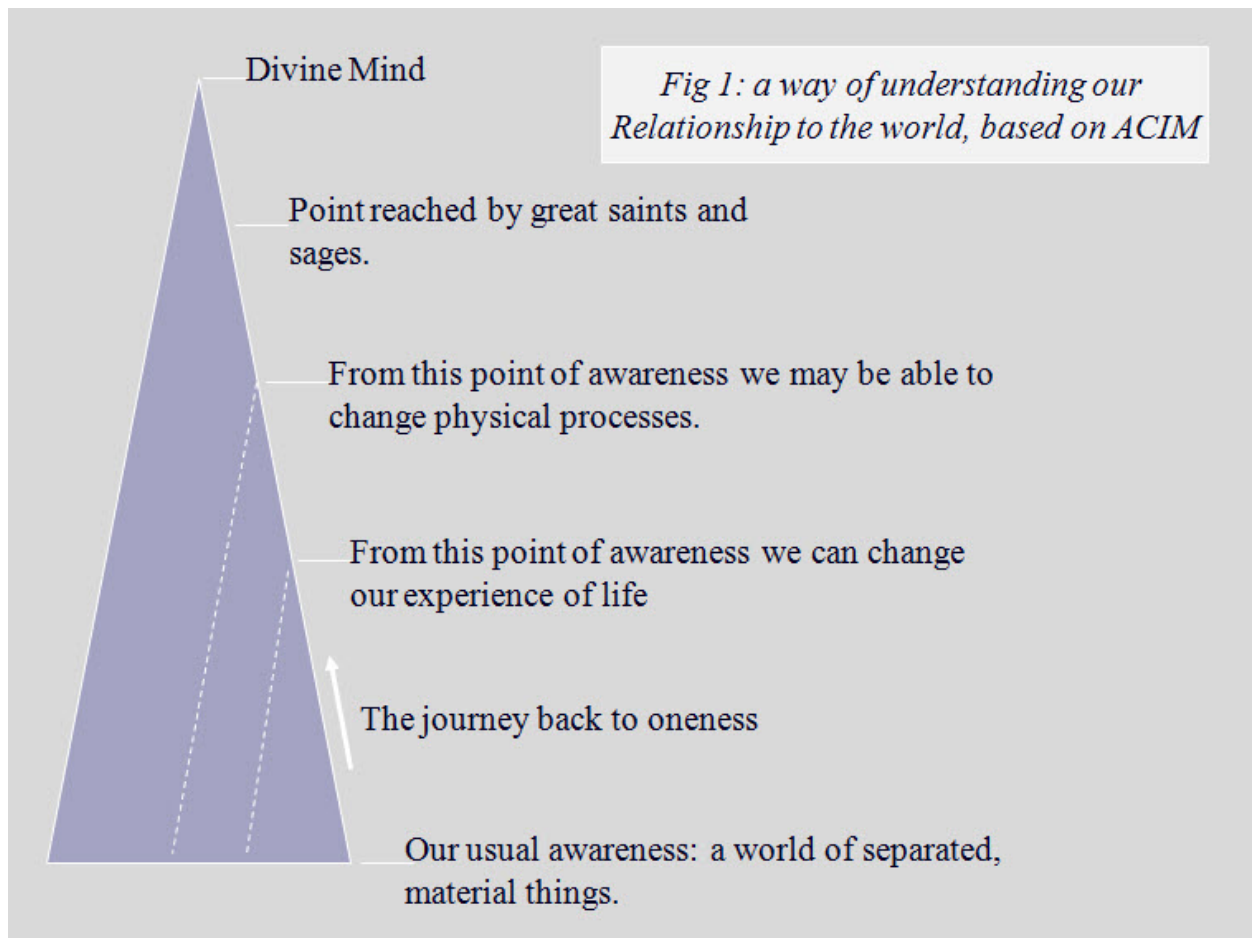 Divine Mind
Fig 1: a way of understanding our
Relationship to the world, based on ACIM
Point reached by great saints and
sages.
From this point of awareness we may be able to
change physical processes.
From this point of awareness we can change
our experience of life
The journey back to oneness
Our usual awareness: a world of separated,
material things.